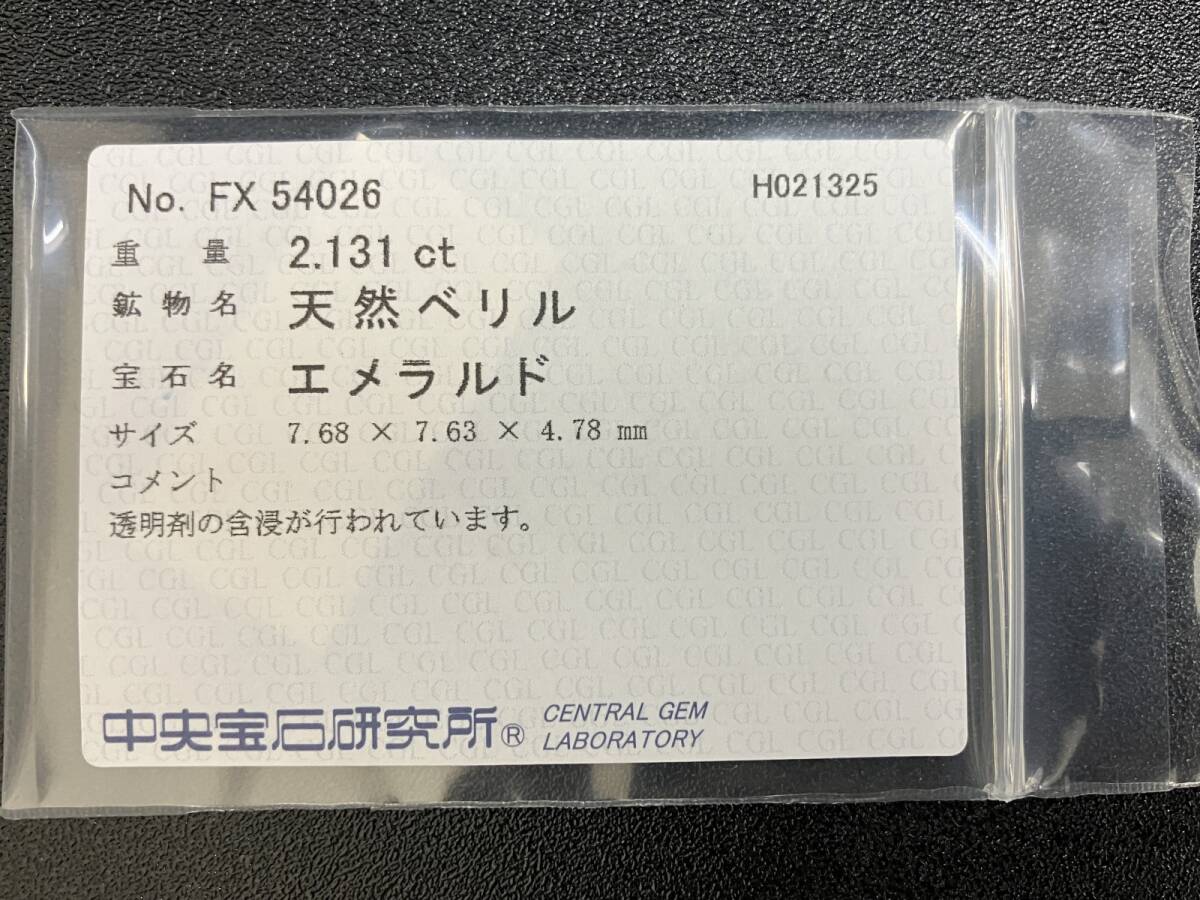 No. FX 54026 H021325
重量 2.131 ct
鉱物名 天然ベリル
宝石名 エメラルド
サイズ 7.68 × 7.63 × 4.78 mm
コメント
透明剤の含浸が行われています。
中央宝石研究所® CENTRAL GEM
LABORATORY